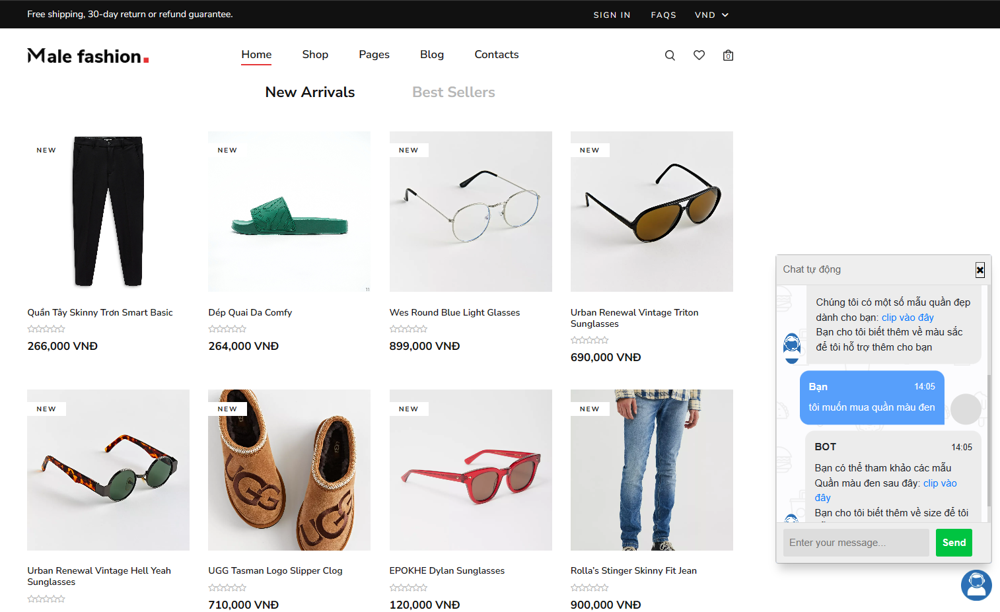 Free shipping, 30-day return or refund guarantee.
SIGN IN
FAQS
VND
Male fashion.
Home
Shop
Pages
Blog
Contacts
0
New Arrivals
Best Sellers
NEW
NEW
11
NEW
NEW
Quần Tây Skinny Trơn Smart Basic
266,000 VNĐ
Dép Quai Da Comfy
264,000 VNĐ
Wes Round Blue Light Glasses
899,000 VNĐ
Urban Renewal Vintage Triton
Sunglasses
690,000 VNĐ
NEW
NEW
UGG
UGG
UGG
NEW
NEW
Urban Renewal Vintage Hell Yeah
Sunglasses
UGG Tasman Logo Slipper Clog
710,000 VNĐ
EPOKHE Dylan Sunglasses
120,000 VNĐ
Rolla's Stinger Skinny Fit Jean
900,000 VNĐ
Chat tự động
Chúng tôi có một số mẫu quần đẹp
dành cho bạn: clip vào đây
Bạn cho tôi biết thêm về màu sắc
để tôi hỗ trợ thêm cho bạn
Bạn
14:05
tôi muốn mua quần màu đen
BOT
14:05
Bạn có thể tham khảo các mẫu
Quần màu đen sau đây: clip vào
đây
Bạn cho tôi biết thêm về size để tôi
Enter your message...
Send